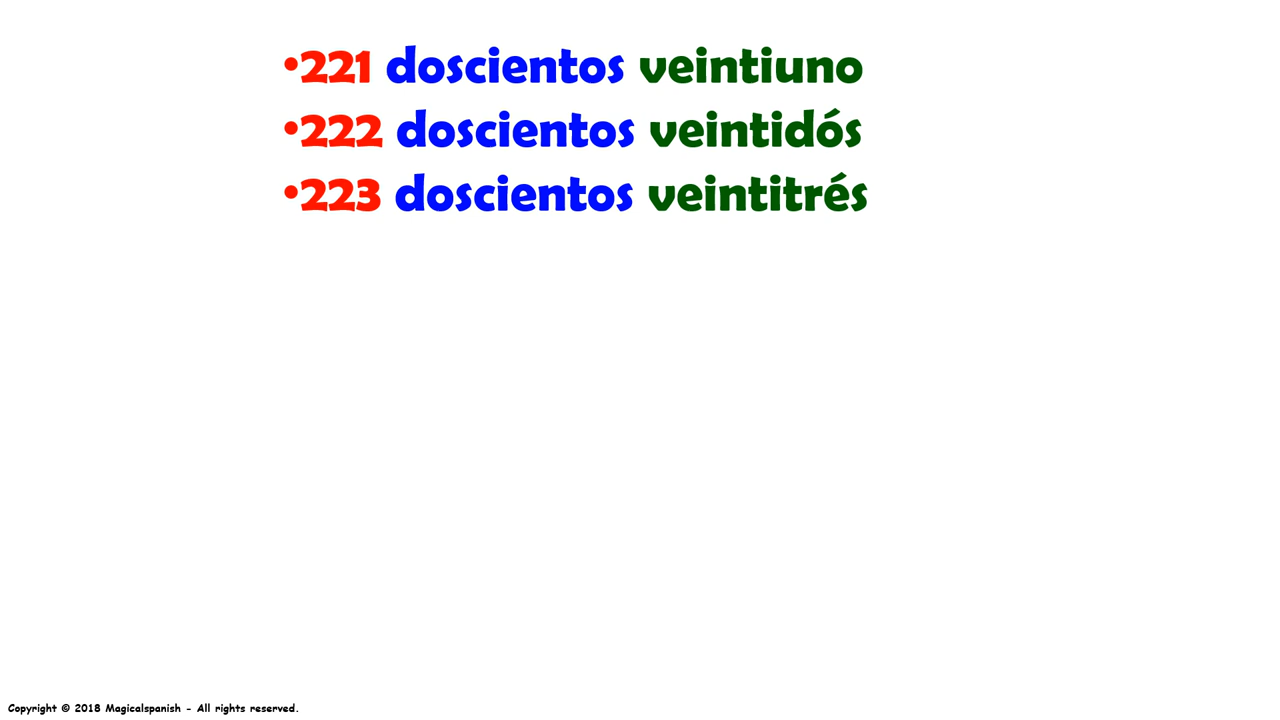 •221 doscientos veintiuno
•222 doscientos veintidós
•223 doscientos veintitrés
Copyright © 2018 Magicalspanish - All rights reserved.